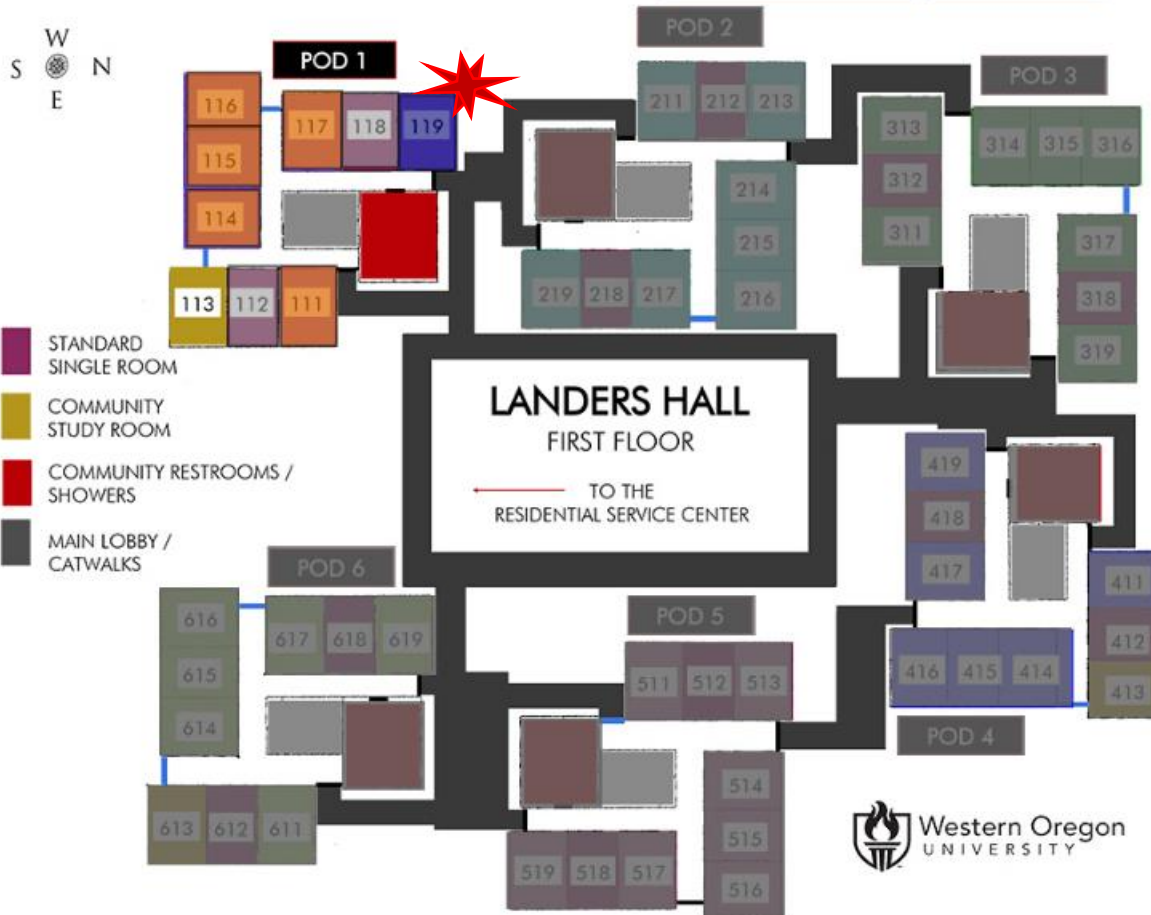 W
S N
E
POD 1
POD 2
POD 3
116
115
114
117 118 119
113 112 111
211 212 213
214
215
216
219 218 217
313
312
311
314 315 316
317
318
319
STANDARD
SINGLE ROOM
COMMUNITY
STUDY ROOM
COMMUNITY RESTROOMS /
SHOWERS
MAIN LOBBY /
CATWALKS
LANDERS HALL
FIRST FLOOR
TO THE
RESIDENTIAL SERVICE CENTER
419
418
417
411
412
413
416 415 414
POD 4
POD 6
616
615
614
617 618 619
613 612 611
POD 5
511 512 513
514
515
516
519 518 517
Western Oregon
UNIVERSITY